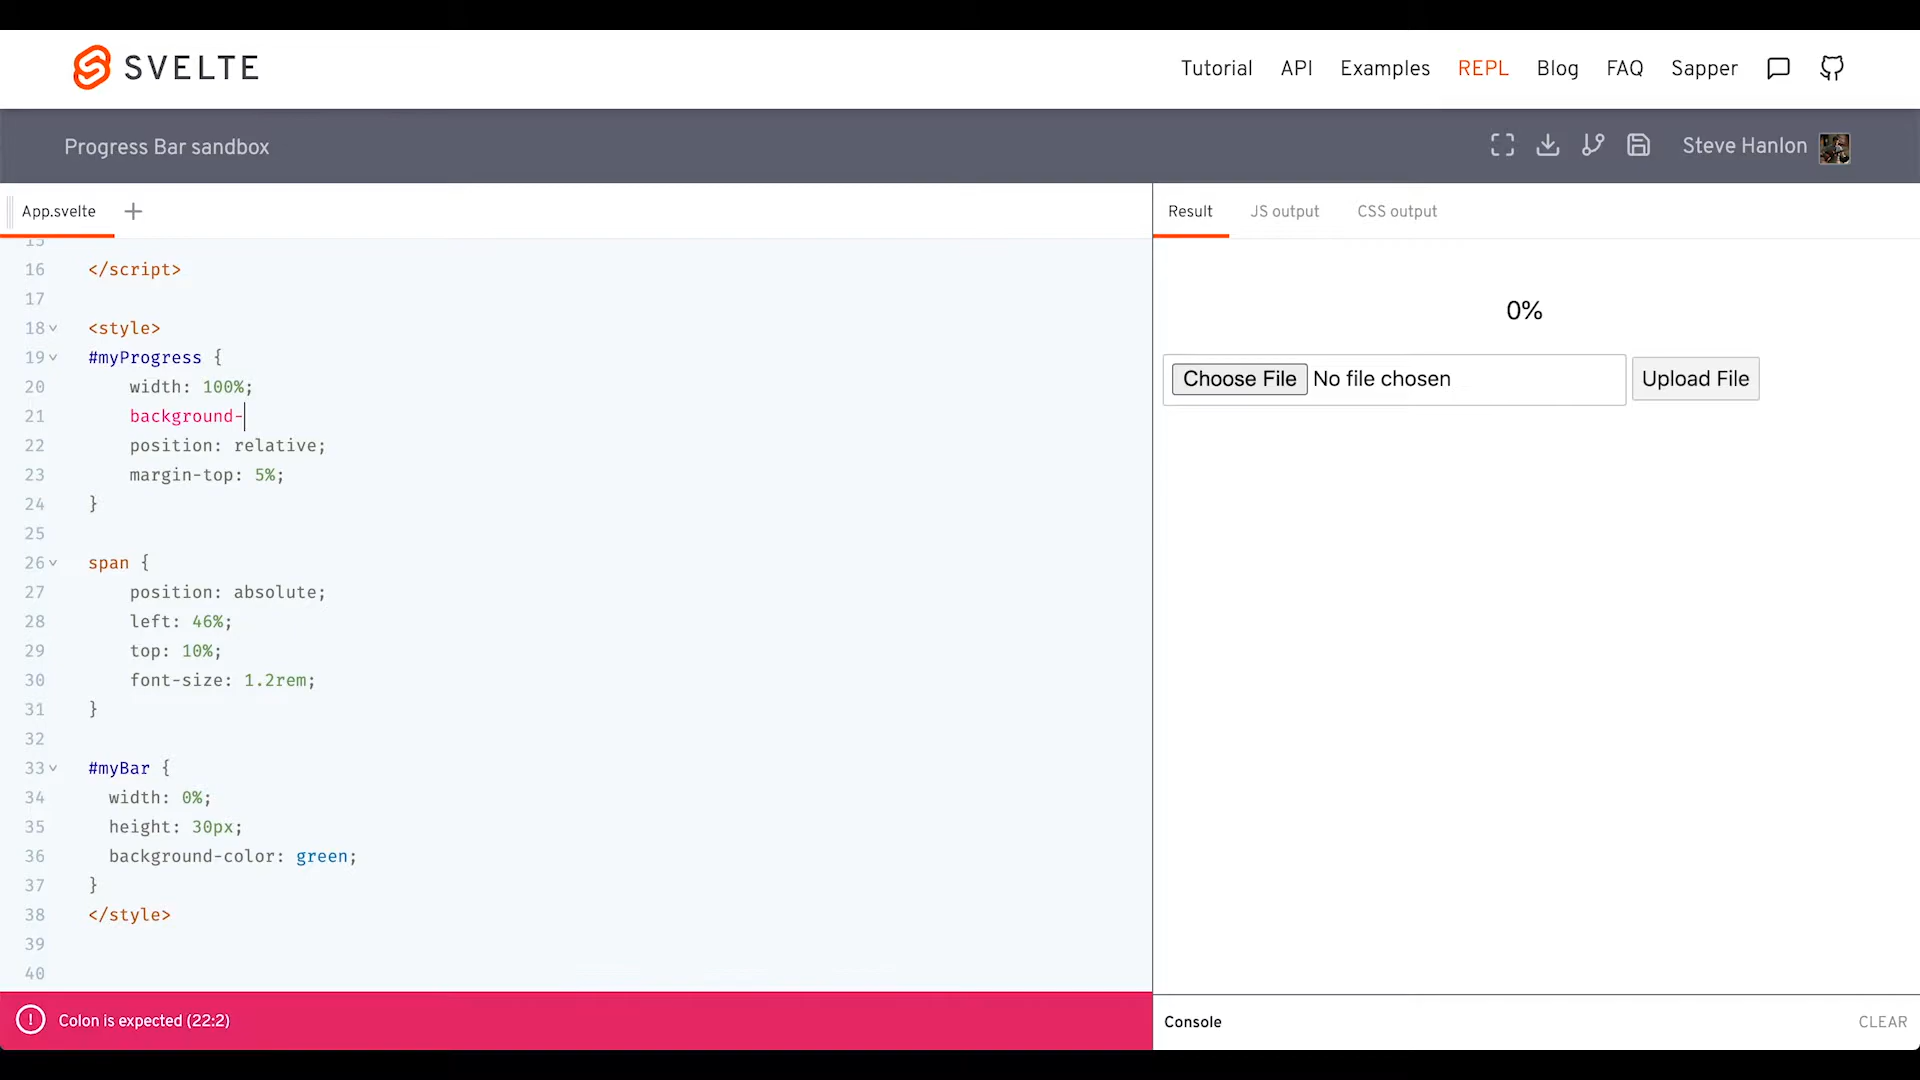 SVELTE
Tutorial API Examples REPL Blog FAQ Sapper
Progress Bar sandbox
Steve Hanlon
App.svelte +
15
16 </script>
17
18 <style>
19 #myProgress {
20 width: 100%;
21 background-
22 position: relative;
23 margin-top: 5%;
24 }
25
26 span {
27 position: absolute;
28 left: 46%;
29 top: 10%;
30 font-size: 1.2rem;
31 }
32
33 #myBar {
34 width: 0%;
35 height: 30px;
36 background-color: green;
37 }
38 </style>
39
40
! Colon is expected (22:2)
Result JS output CSS output
0%
Choose File No file chosen Upload File
Console CLEAR